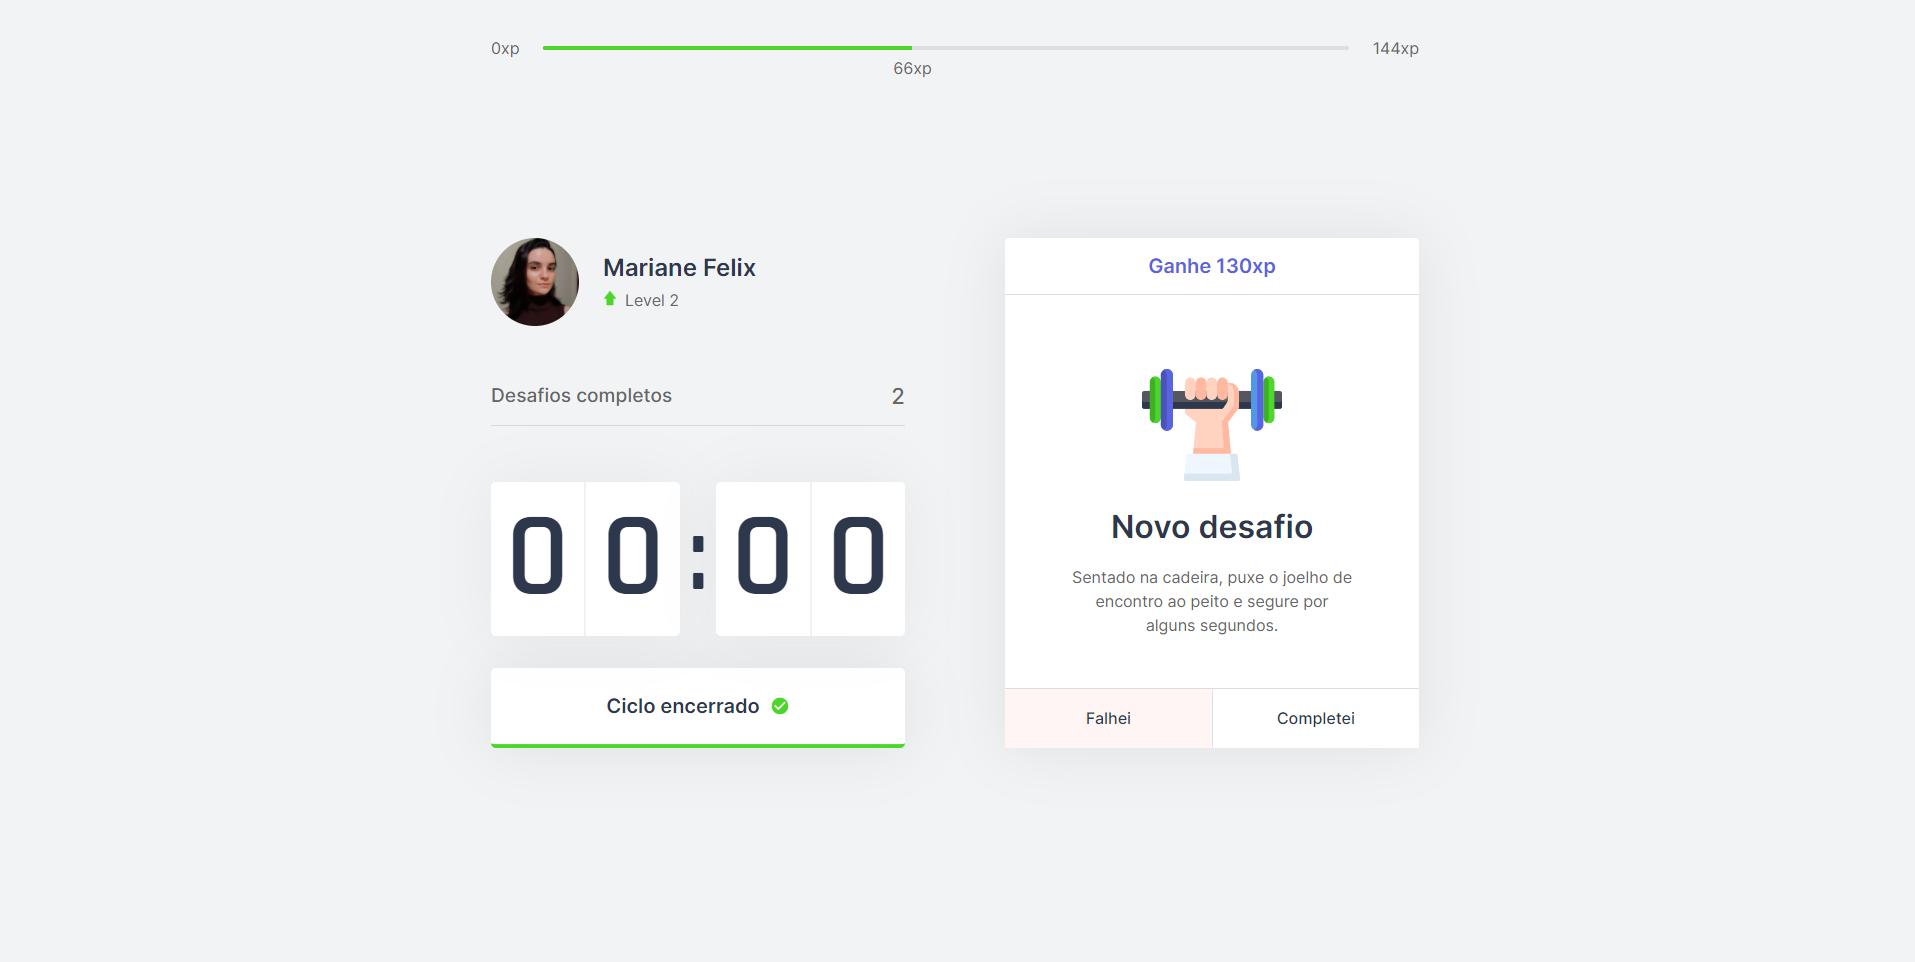 0xp
144xp
66xp
Mariane Felix
Level 2
Desafios completos
2
00:00
Ciclo encerrado
Ganhe 130xp
Novo desafio
Sentado na cadeira, puxe o joelho de
encontro ao peito e segure por
alguns segundos.
Falhei
Completei